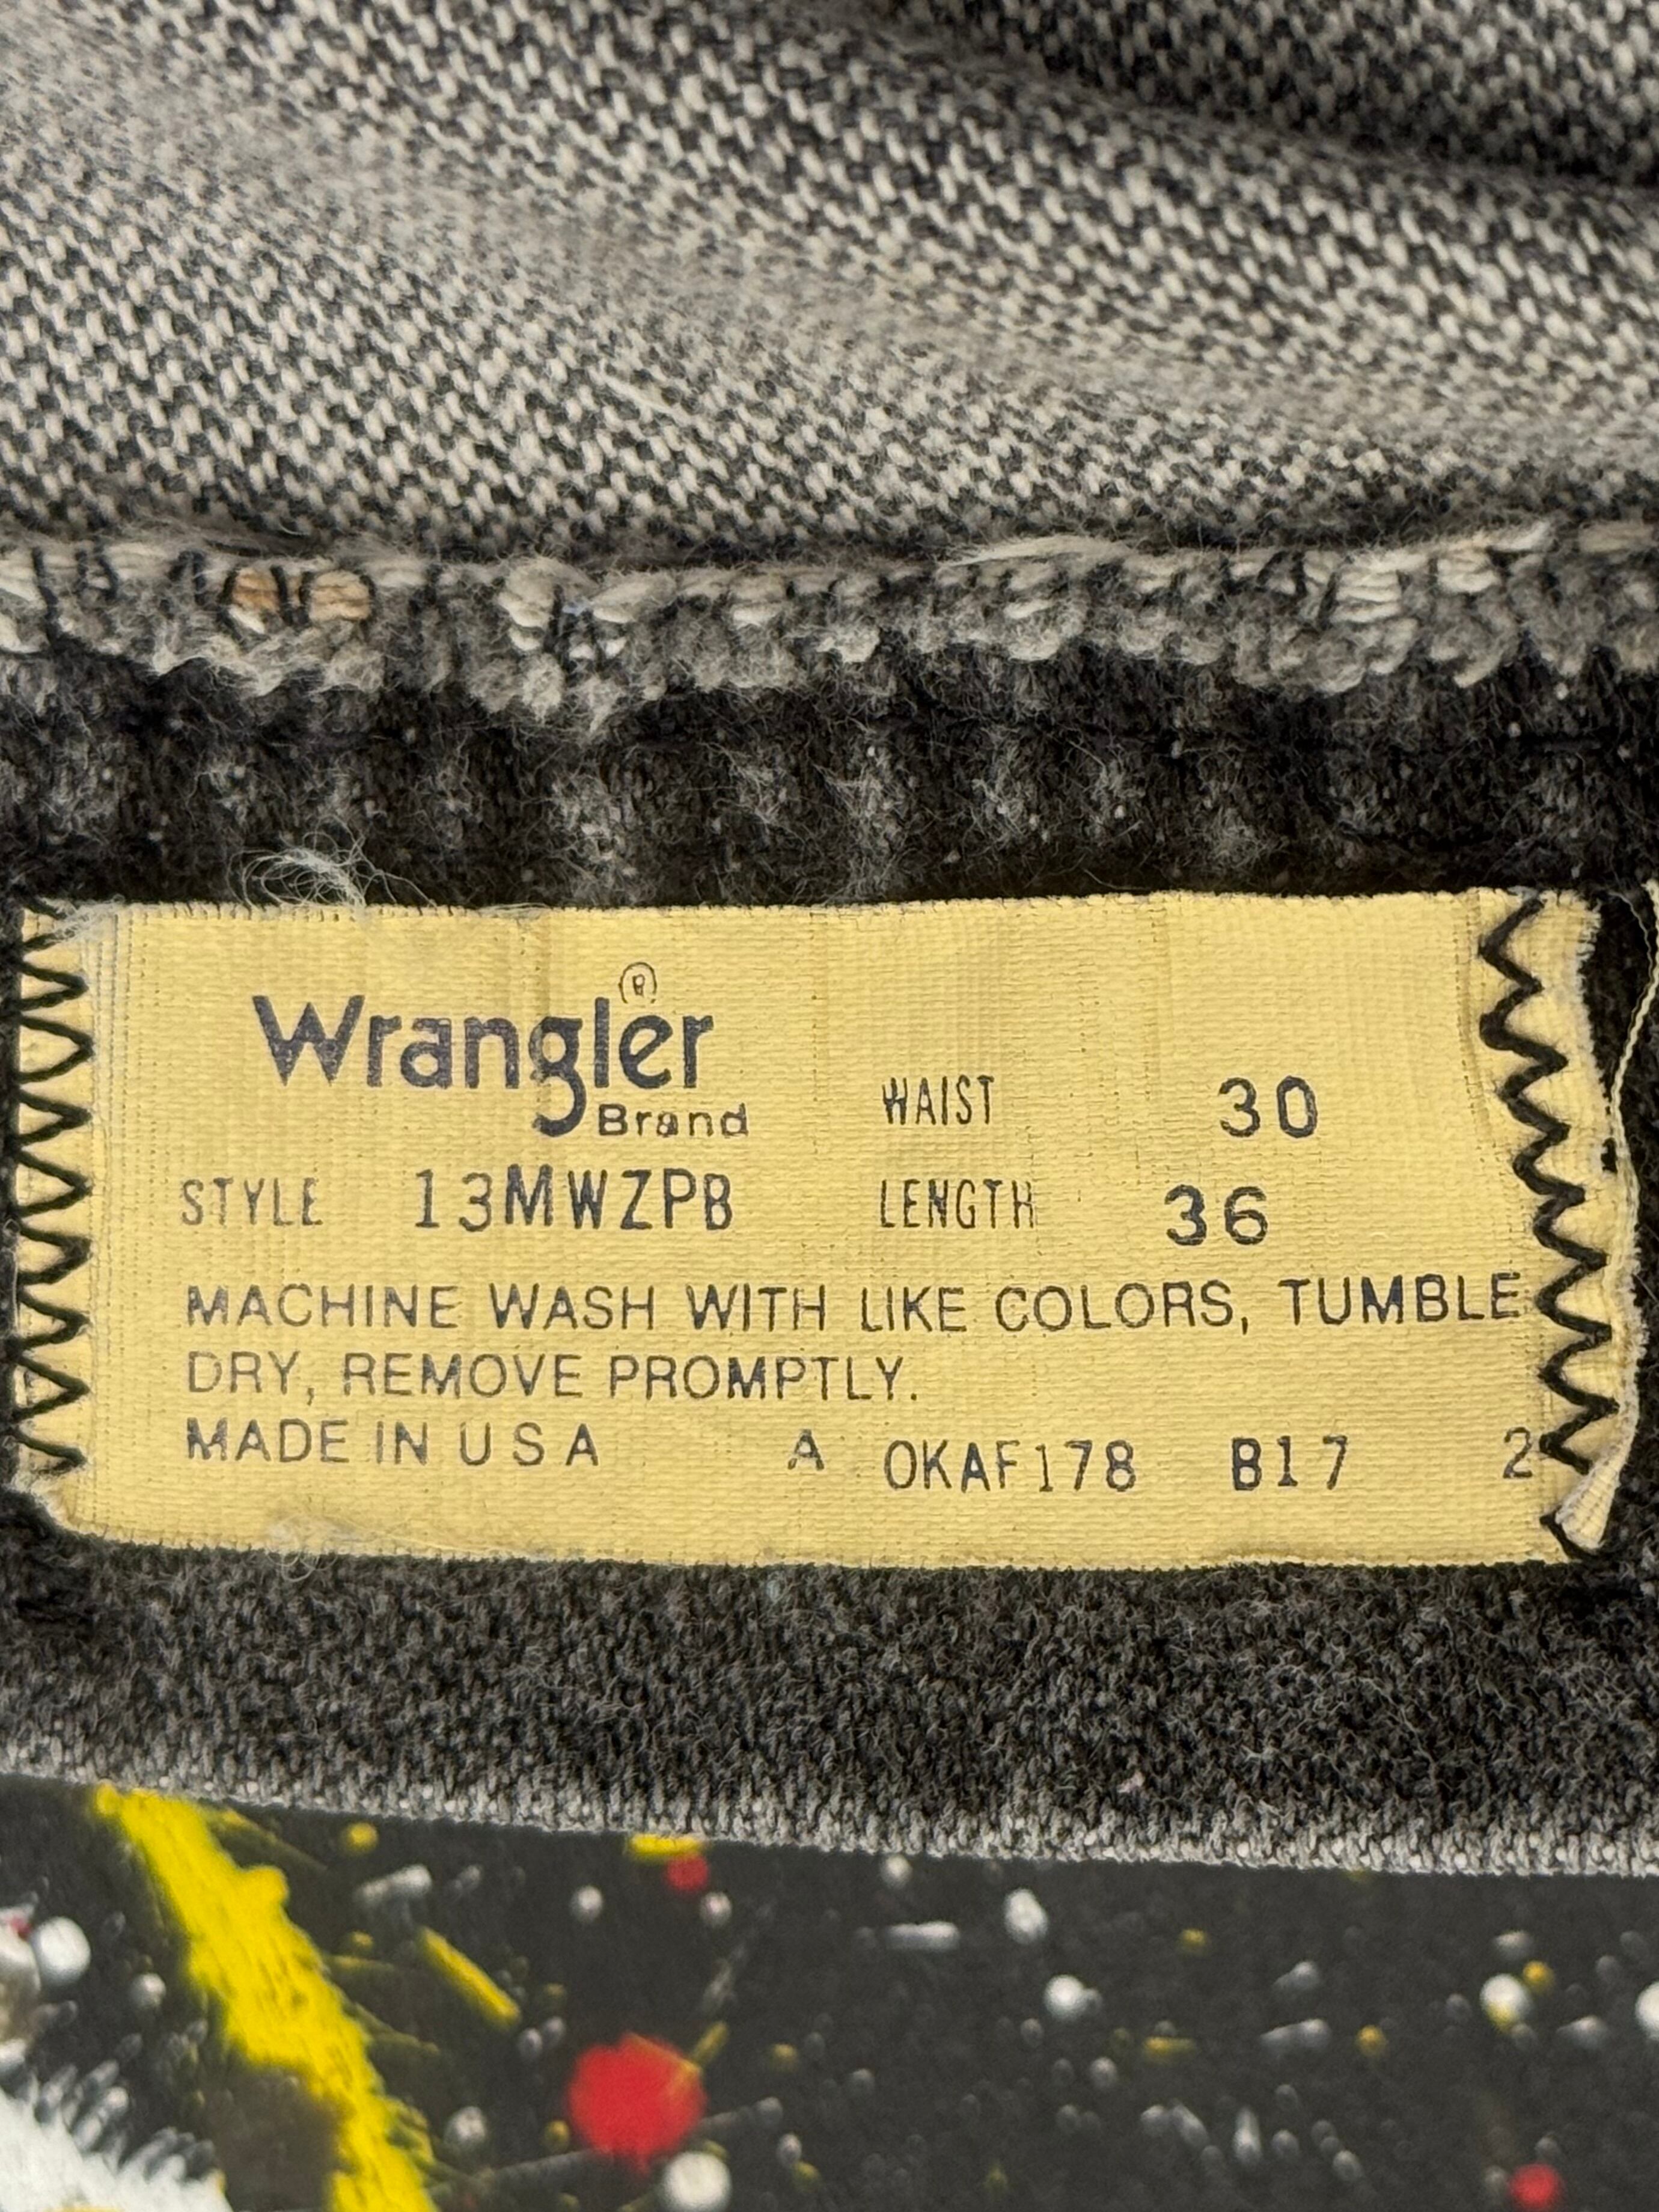 Wrangler®
Brand
WAIST 30
STYLE 13MWZPB LENGTH 36
MACHINE WASH WITH LIKE COLORS, TUMBLE
DRY, REMOVE PROMPTLY.
MADE IN U S A A OKAF178 B17 2